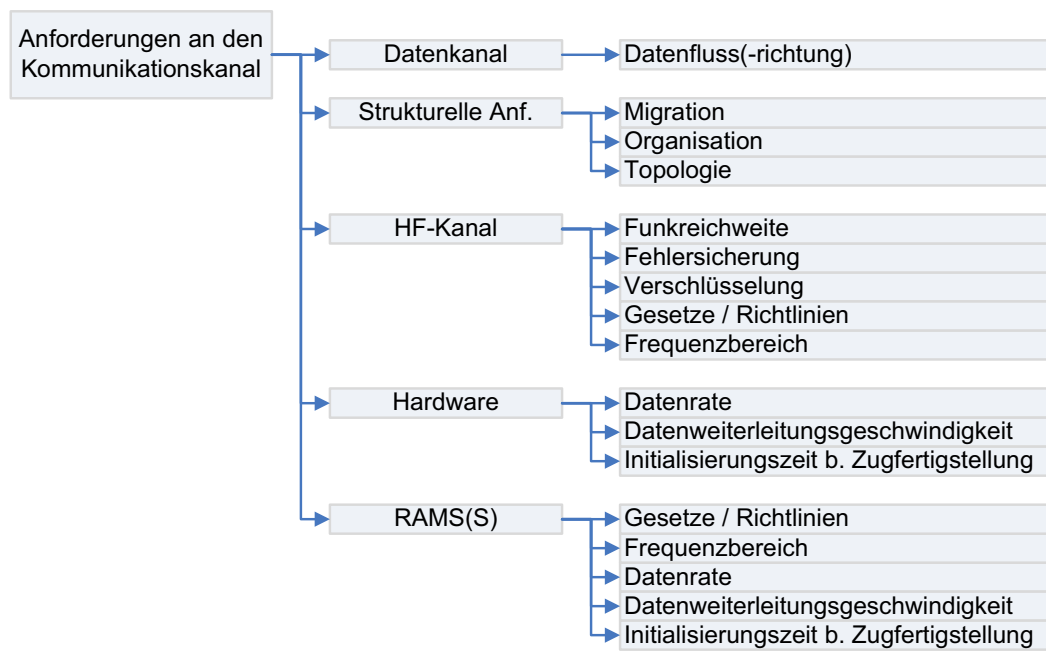 Anforderungen an den
Kommunikationskanal
Datenkanal
Datenfluss(-richtung)
Strukturelle Anf.
Migration
Organisation
Topologie
HF-Kanal
Funkreichweite
Fehlersicherung
Verschlüsselung
Gesetze / Richtlinien
Frequenzbereich
Hardware
Datenrate
Datenweiterleitungsgeschwindigkeit
Initialisierungszeit b. Zugfertigstellung
RAMS(S)
Gesetze / Richtlinien
Frequenzbereich
Datenrate
Datenweiterleitungsgeschwindigkeit
Initialisierungszeit b. Zugfertigstellung